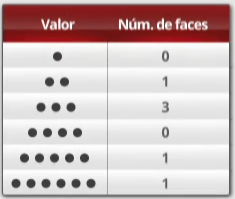 Valor Núm. de faces
● 0
● ● 1
● ● ● 3
● ● ● ● 0
● ● ● ● ● 1
● ● ● ● ● ● 1